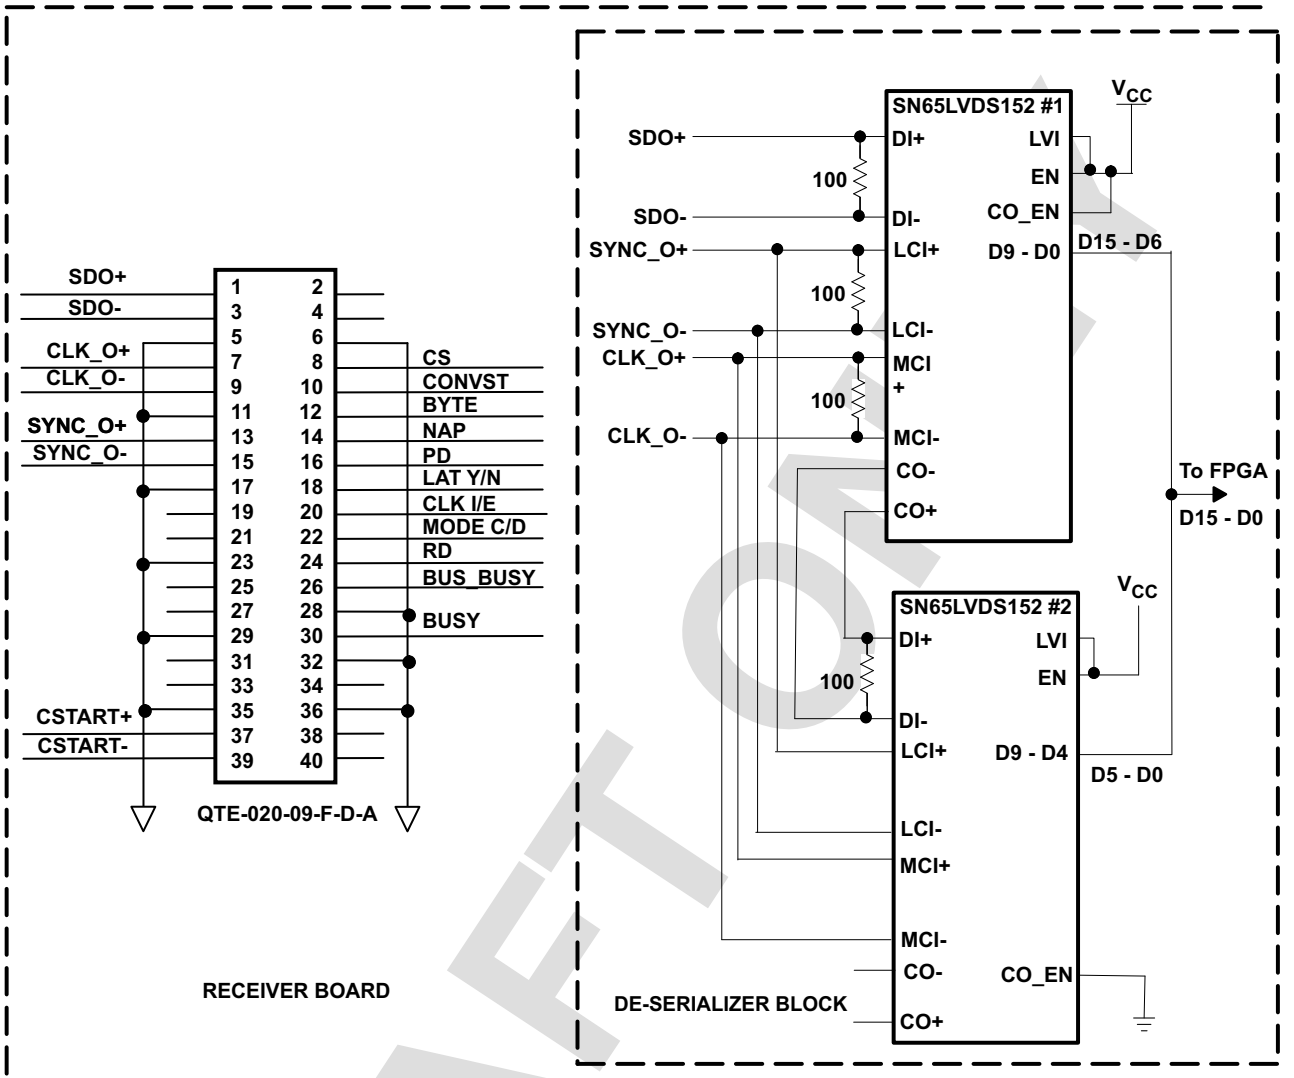 SDO+
SDO-
CLK_O+
CLK_O-
SYNC_O+
SYNC_O-
CSTART+
CSTART-
1 2
3 4
5 6
7 8
9 10
11 12
13 14
15 16
17 18
19 20
21 22
23 24
25 26
27 28
29 30
31 32
33 34
35 36
37 38
39 40
CS
CONVST
BYTE
NAP
PD
LAT Y/N
CLK I/E
MODE C/D
RD
BUS_BUSY
BUSY
QTE-020-09-F-D-A
RECEIVER BOARD
SDO+
SDO-
SYNC_O+
SYNC_O-
CLK_O+
CLK_O-
100
100
100
SN65LVDS152 #1
DI+
DI-
LCI+
LCI-
MCI
+
MCI-
CO-
CO+
LVI
EN
CO_EN
D9 - D0
VCC
D15 - D6
To FPGA
D15 - D0
SN65LVDS152 #2
100
DI+
DI-
LCI+
LCI-
MCI+
MCI-
CO-
CO+
LVI
EN
D9 - D4
CO_EN
VCC
D5 - D0
DE-SERIALIZER BLOCK